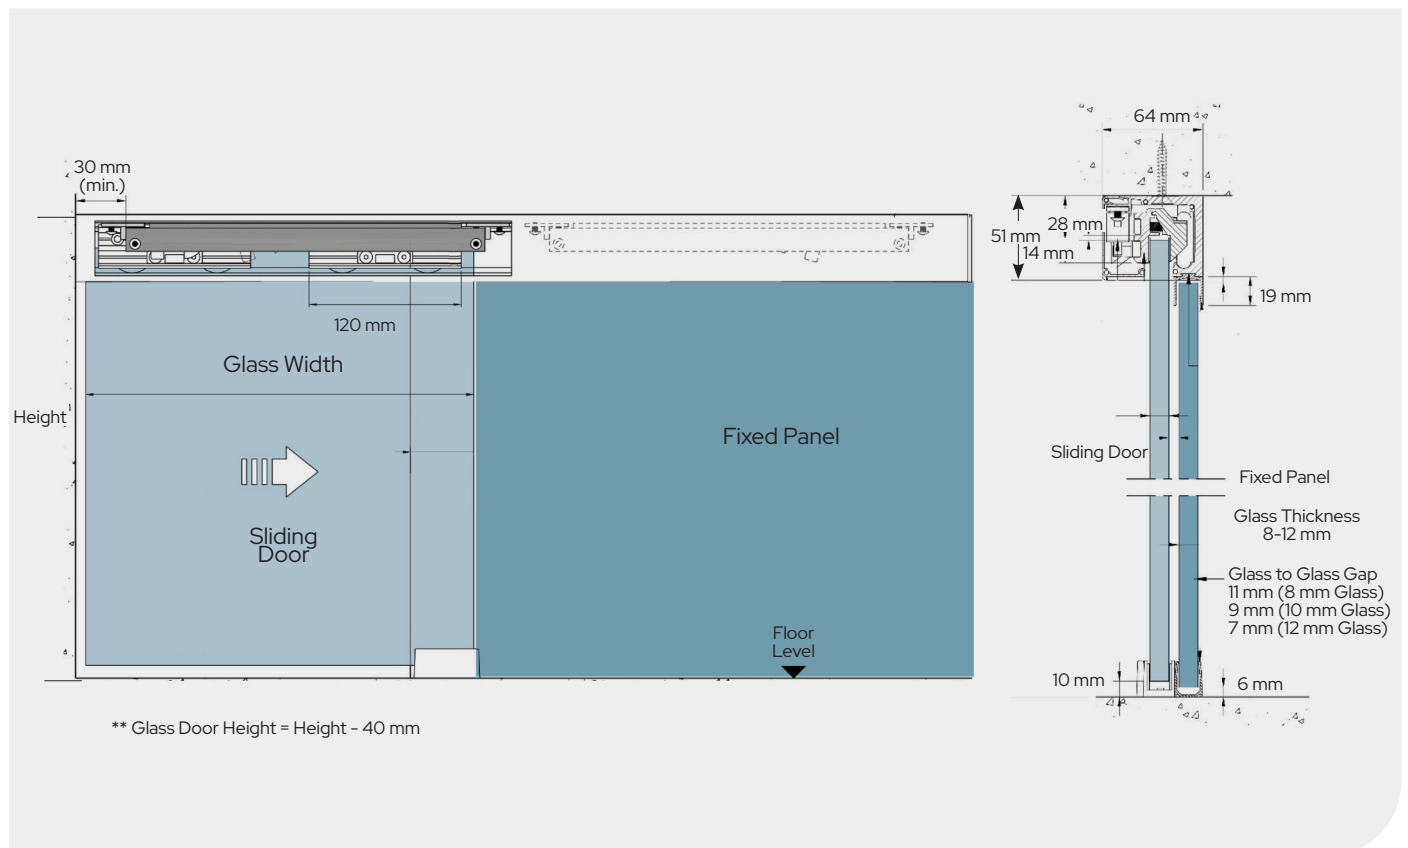 64 mm
30 mm
(min.)
28 mm
51 mm
14 mm
19 mm
120 mm
Glass Width
Height
Fixed Panel
Sliding Door
Sliding
Door
Fixed Panel
Glass Thickness
8-12 mm
Glass to Glass Gap
11 mm (8 mm Glass)
9 mm (10 mm Glass)
7 mm (12 mm Glass)
Floor
Level
10 mm
6 mm
** Glass Door Height = Height - 40 mm